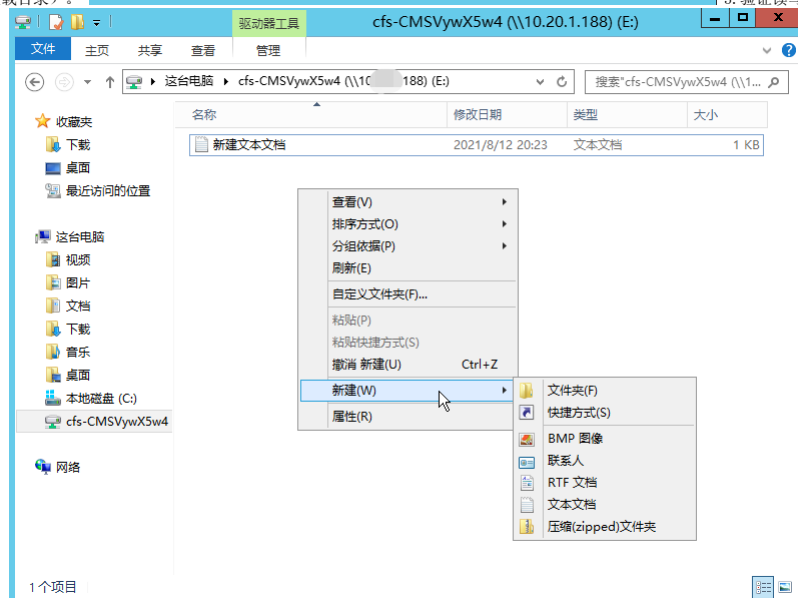 载目录）。
驱动器工具
cfs-CMSVywX5w4 (\\10.20.1.188) (E:)
文件 主页 共享 查看 管理
这台电脑 cfs-CMSVywX5w4 (\\10 188) (E:)
搜索"cfs-CMSVywX5w4 (\\1...
名称 修改日期 类型 大小
新建文本文档 2021/8/12 20:23 文本文档 1 KB
收藏夹
下载
桌面
最近访问的位置
这台电脑
视频
图片
文档
下载
音乐
桌面
本地磁盘 (C:)
cfs-CMSVywX5w4
网络
查看(V)
排序方式(O)
分组依据(P)
刷新(E)
自定义文件夹(F)...
粘贴(P)
粘贴快捷方式(S)
撤消 新建(U) Ctrl+Z
新建(W)
属性(R)
文件夹(F)
快捷方式(S)
BMP 图像
联系人
RTF 文档
文本文档
压缩(zipped)文件夹
1 个项目